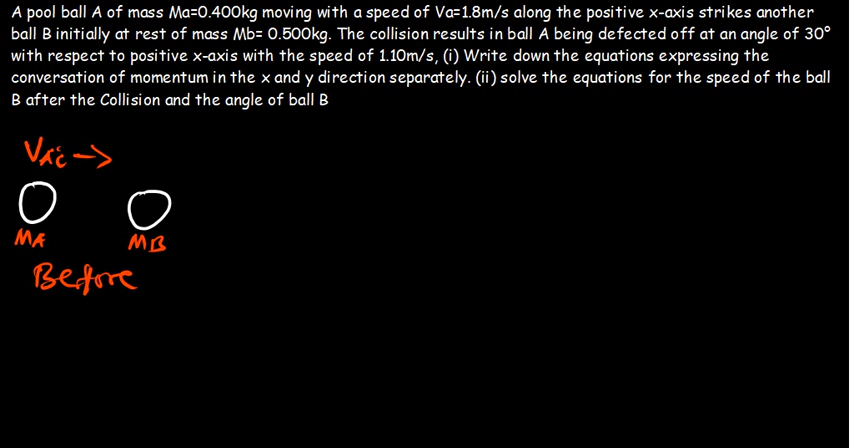 A pool ball A of mass Ma=0.400kg moving with a speed of Va=1.8m/s along the positive x-axis strikes another
ball B initially at rest of mass Mb= 0.500kg. The collision results in ball A being defected off at an angle of 30°
with respect to positive x-axis with the speed of 1.10m/s, (i) Write down the equations expressing the
conversation of momentum in the x and y direction separately. (ii) solve the equations for the speed of the ball
B after the Collision and the angle of ball B
VAi →
MA MB
Before